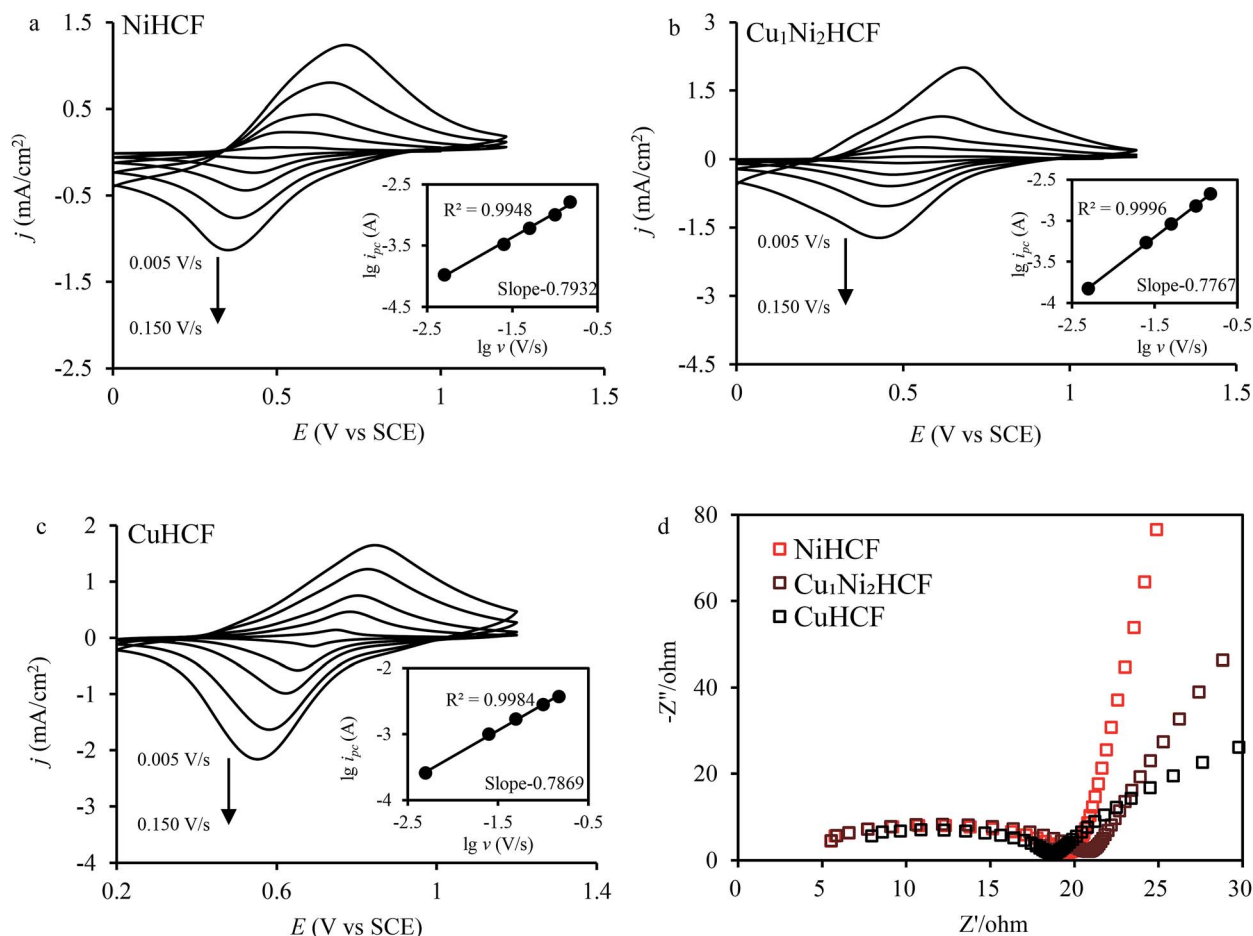 a
NiHCF
1.5
0.5
-0.5
-1.5
-2.5
j (mA/cm²)
0.005 V/s
0.150 V/s
0
0.5
1
1.5
E (V vs SCE)
-2.5
-3.5
-4.5
lg iₚc (A)
R² = 0.9948
Slope-0.7932
-2.5
-1.5
-0.5
lg v (V/s)
b
Cu₁Ni₂HCF
3
1.5
0
-1.5
-3
-4.5
j (mA/cm²)
0.005 V/s
0.150 V/s
0
0.5
1
1.5
E (V vs SCE)
-2.5
-3
-3.5
-4
lg iₚc (A)
R² = 0.9996
Slope-0.7767
-2.5
-1.5
-0.5
lg v (V/s)
c
CuHCF
2
1
0
-1
-2
-3
-4
j (mA/cm²)
0.005 V/s
0.150 V/s
0.2
0.6
1
1.4
E (V vs SCE)
-2
-3
-4
lg iₚc (A)
R² = 0.9984
Slope-0.7869
-2.5
-1.5
-0.5
lg v (V/s)
d
NiHCF
Cu₁Ni₂HCF
CuHCF
80
60
40
20
0
-Z"/ohm
0
5
10
15
20
25
30
Z'/ohm